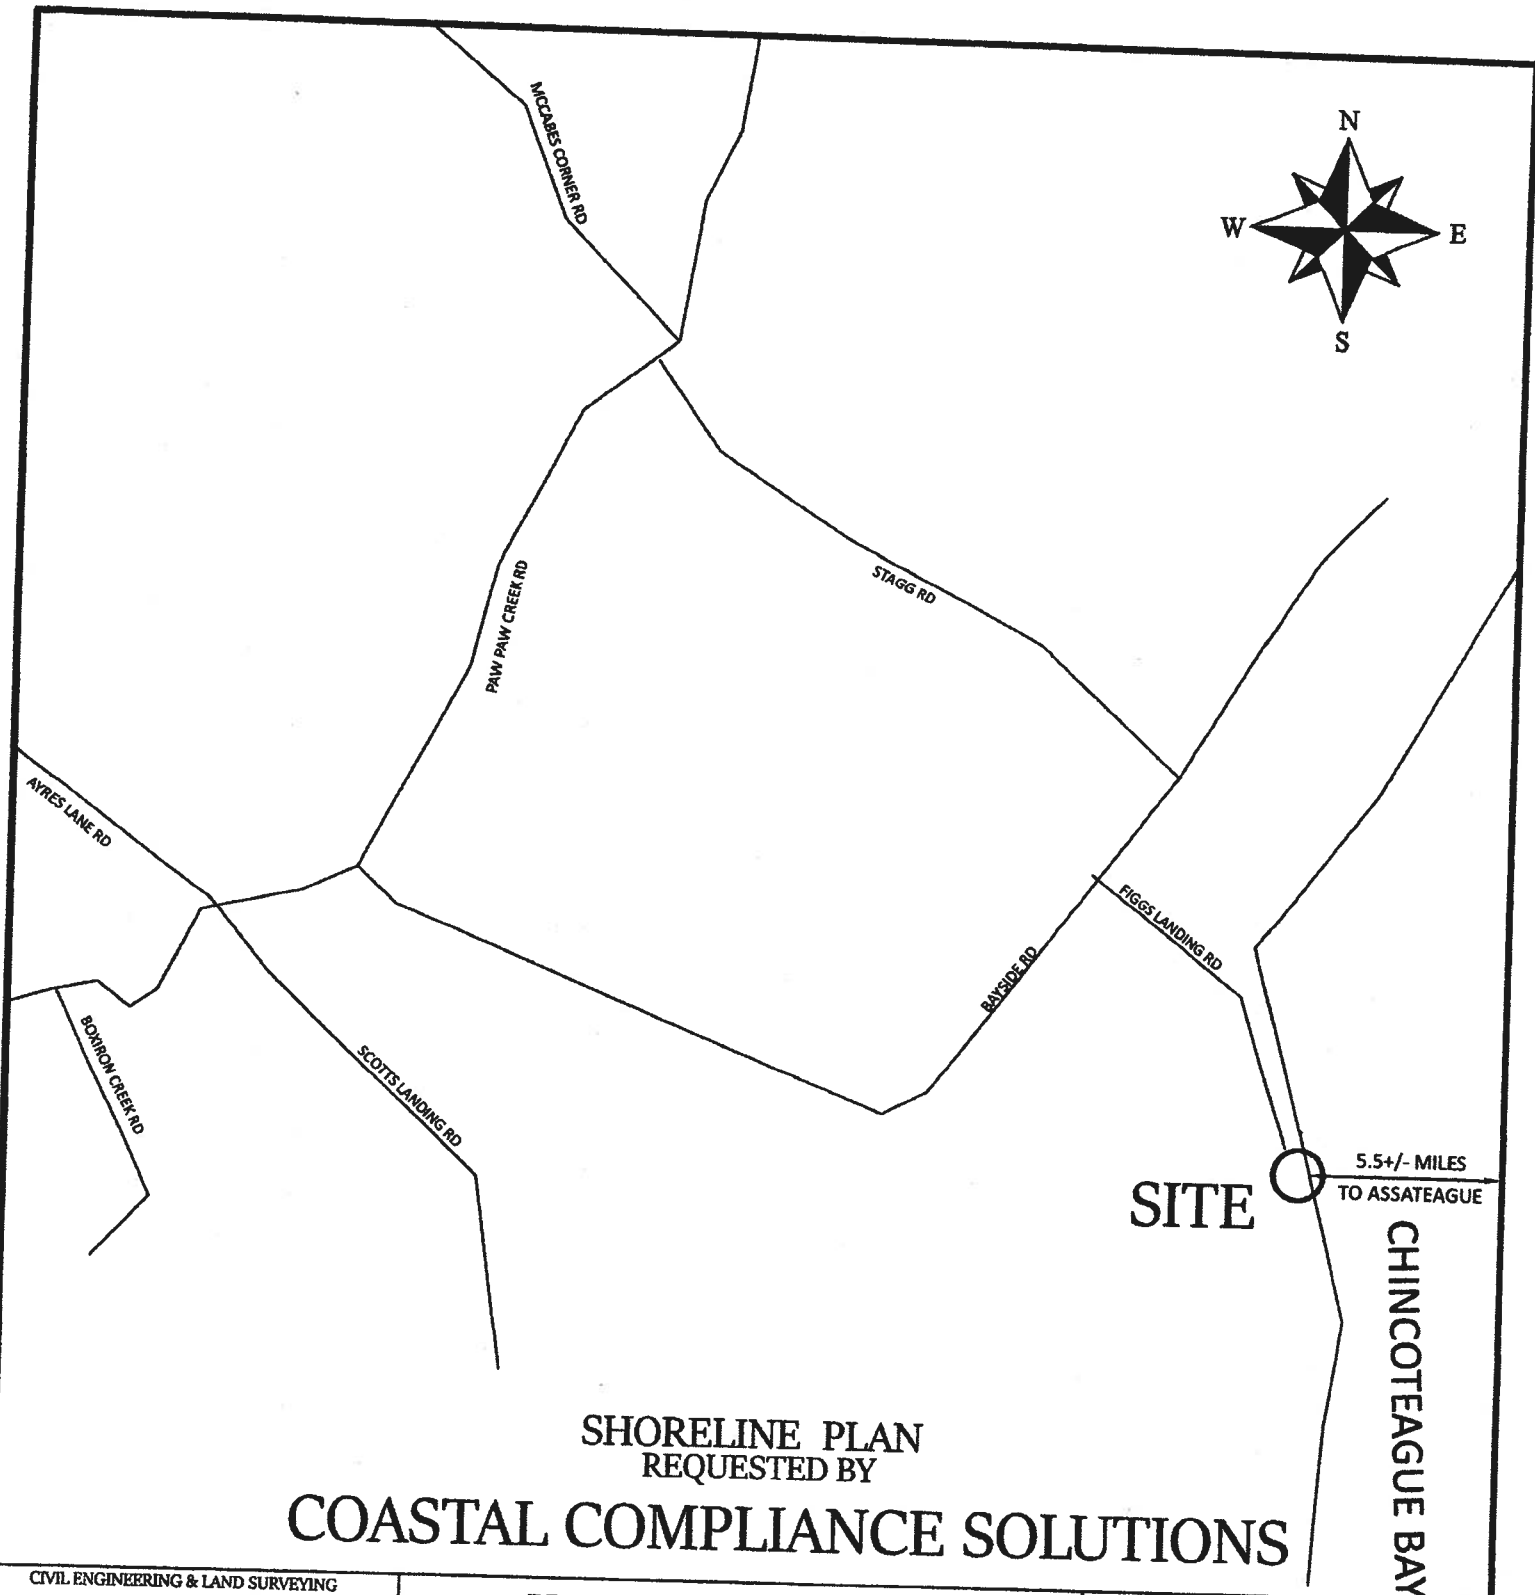 MCCABES CORNER RD
N
W
E
S
PAW PAW CREEK RD
STAGG RD
AYRES LANE RD
FIGGS LANDING RD
BAYSIDE RD
BOXIRON CREEK RD
SCOTTS LANDING RD
5.5+/- MILES
TO ASSATEAGUE
SITE
CHINCOTEAGUE BAY
SHORELINE PLAN
REQUESTED BY
COASTAL COMPLIANCE SOLUTIONS
CIVIL ENGINEERING & LAND SURVEYING